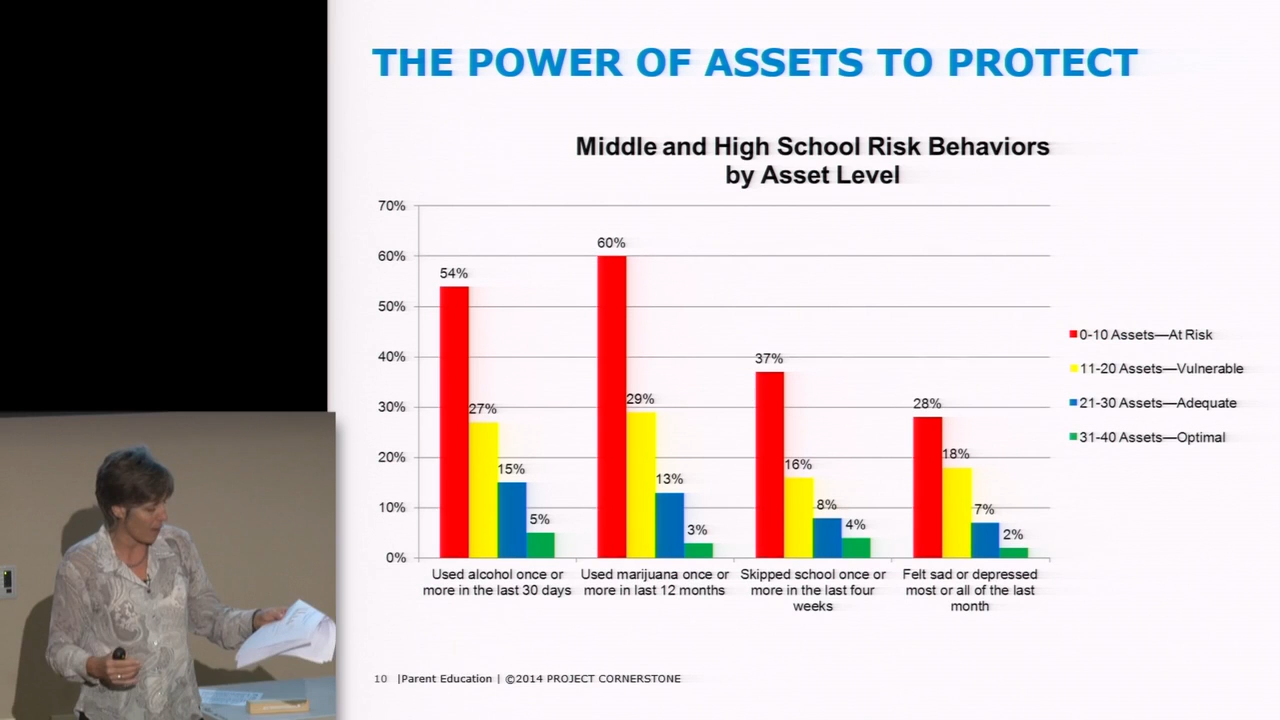 THE POWER OF ASSETS TO PROTECT
Middle and High School Risk Behaviors
by Asset Level
70%
60%
50%
40%
30%
20%
10%
0%
54%
27%
15%
5%
60%
29%
13%
3%
37%
16%
8%
4%
28%
18%
7%
2%
Used alcohol once or
more in the last 30 days
Used marijuana once or
more in last 12 months
Skipped school once or
more in the last four
weeks
Felt sad or depressed
most or all of the last
month
0-10 Assets—At Risk
11-20 Assets—Vulnerable
21-30 Assets—Adequate
31-40 Assets—Optimal
10 |Parent Education | ©2014 PROJECT CORNERSTONE